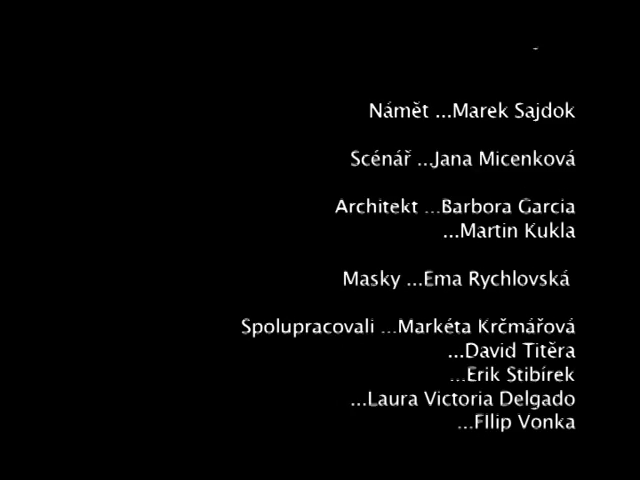 Námět ...Marek Sajdok
Scénář ...Jana Micenková
Architekt ...Barbora Garcia
...Martin Kukla
Masky ...Ema Rychlovská
Spolupracovali ...Markéta Krčmářová
...David Titěra
...Erik Stibírek
...Laura Victoria Delgado
...FIlip Vonka